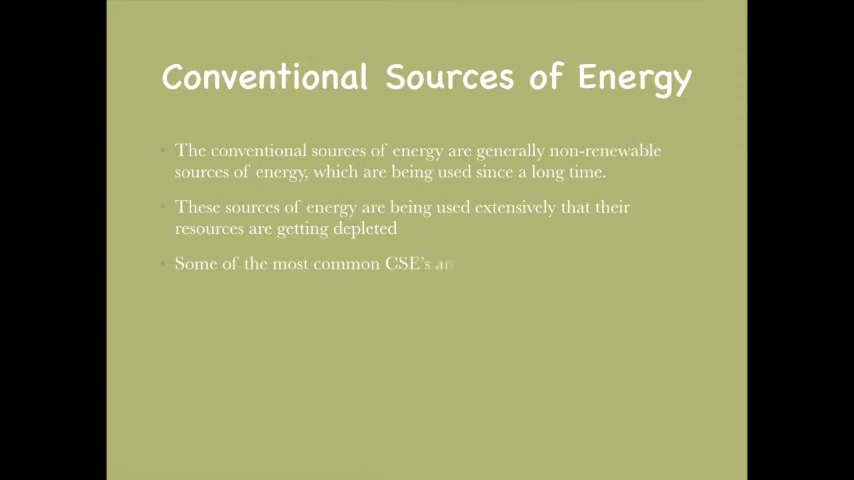 Conventional Sources of Energy
• The conventional sources of energy are generally non-renewable
sources of energy, which are being used since a long time.
• These sources of energy are being used extensively that their
resources are getting depleted
• Some of the most common CSE's are